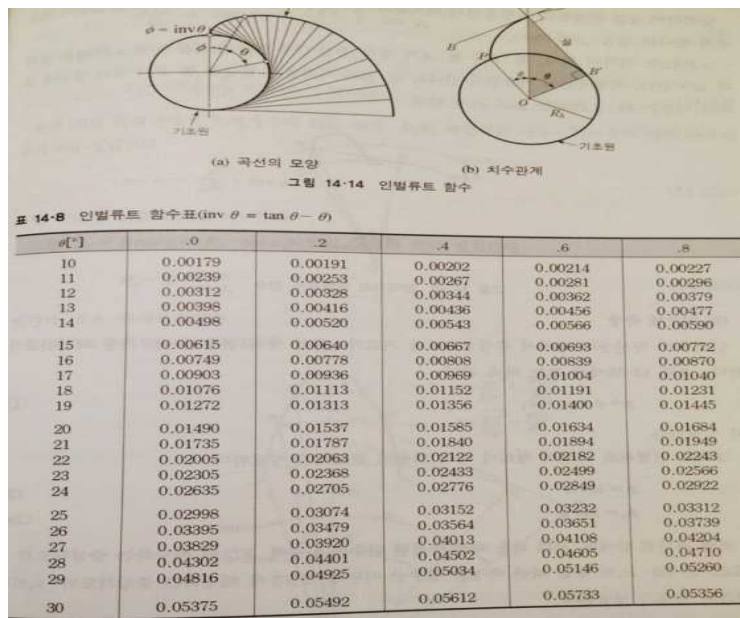 ϕ − inv θ
ϕ
θ
기초원
(a) 곡선의 모양
B
P
실
B′
θ
O
R_b
기초원
(b) 치수관계
그림 14·14 인벌류트 함수
표 14·8 인벌류트 함수표(inv θ = tan θ − θ)
θ[°] .0 .2 .4 .6 .8
10 0.00179 0.00191 0.00202 0.00214 0.00227
11 0.00239 0.00253 0.00267 0.00281 0.00296
12 0.00312 0.00328 0.00344 0.00362 0.00379
13 0.00398 0.00416 0.00436 0.00456 0.00477
14 0.00498 0.00520 0.00543 0.00566 0.00590
15 0.00615 0.00640 0.00667 0.00693 0.00772
16 0.00749 0.00778 0.00808 0.00839 0.00870
17 0.00903 0.00936 0.00969 0.01004 0.01040
18 0.01076 0.01113 0.01152 0.01191 0.01231
19 0.01272 0.01313 0.01356 0.01400 0.01445
20 0.01490 0.01537 0.01585 0.01634 0.01684
21 0.01735 0.01787 0.01840 0.01894 0.01949
22 0.02005 0.02063 0.02122 0.02182 0.02243
23 0.02305 0.02368 0.02433 0.02499 0.02566
24 0.02635 0.02705 0.02776 0.02849 0.02922
25 0.02998 0.03074 0.03152 0.03232 0.03312
26 0.03395 0.03479 0.03564 0.03651 0.03739
27 0.03829 0.03920 0.04013 0.04108 0.04204
28 0.04302 0.04401 0.04502 0.04605 0.04710
29 0.04816 0.04925 0.05034 0.05146 0.05260
30 0.05375 0.05492 0.05612 0.05733 0.05356